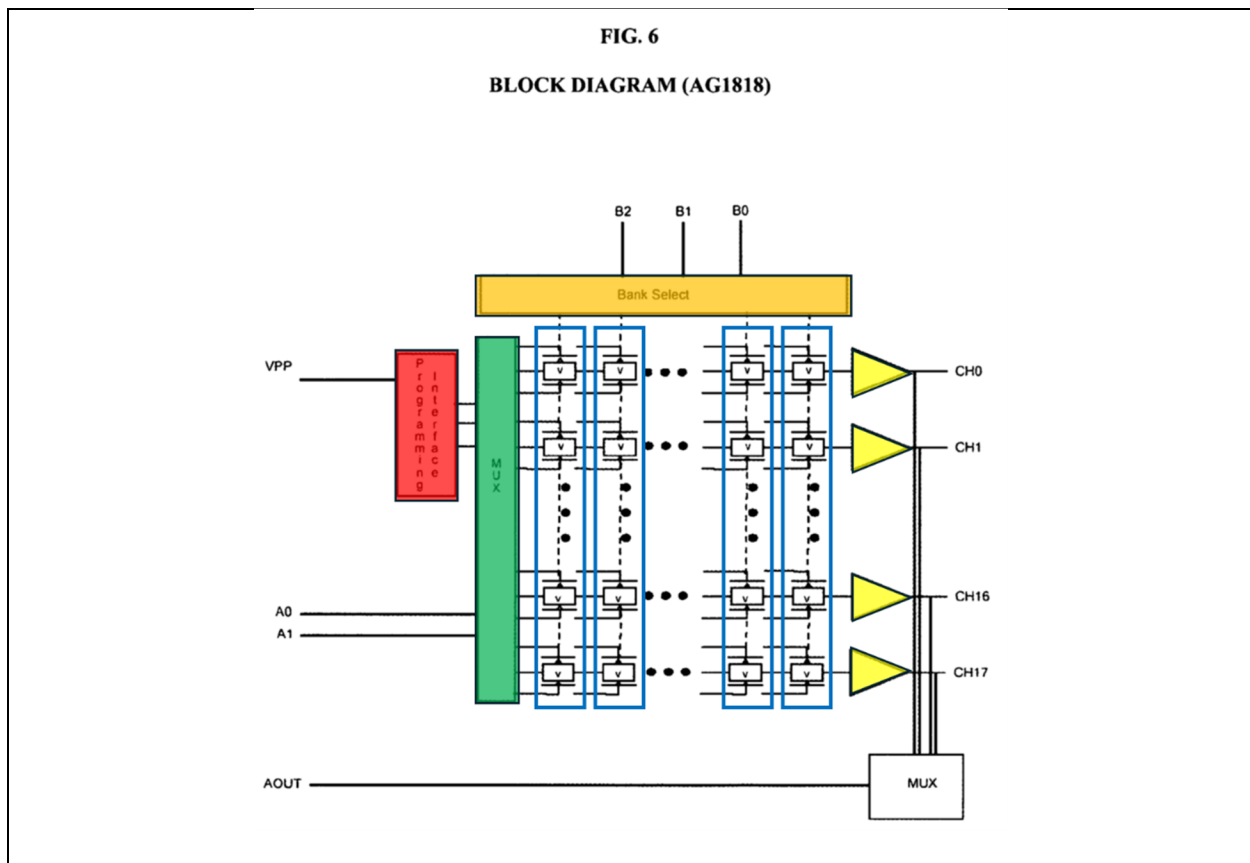 FIG. 6
BLOCK DIAGRAM (AG1818)
B2 B1 B0
Bank Select
VPP
Programming
Interface
MUX
V V V V
CH0
V V V V
CH1
A0
A1
V V V V
CH16
V V V V
CH17
AOUT
MUX